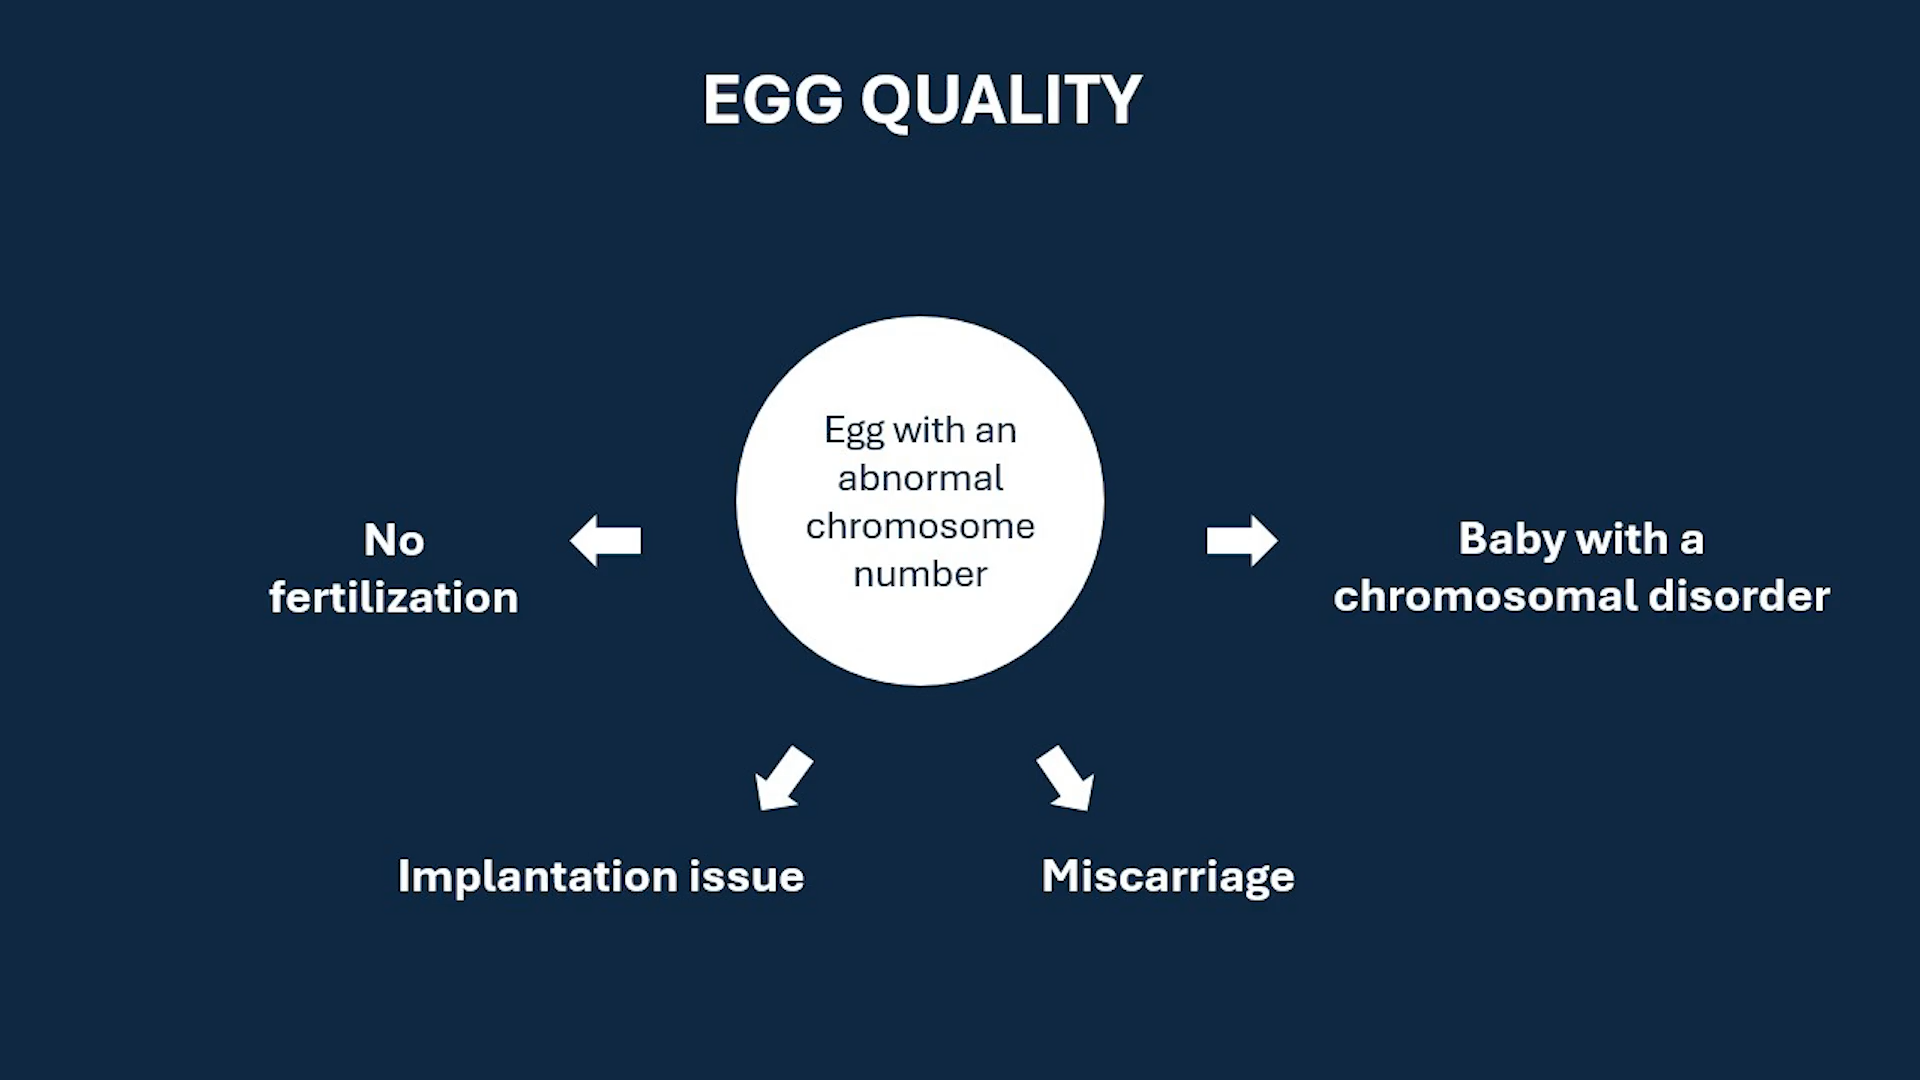 EGG QUALITY
Egg with an
abnormal
chromosome
number
No
fertilization
Baby with a
chromosomal disorder
Implantation issue
Miscarriage